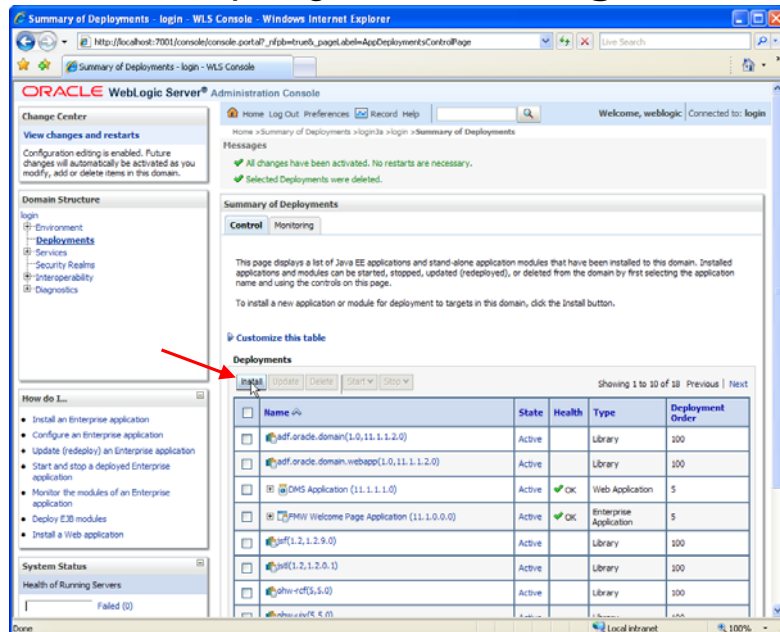 Summary of Deployments - login - WLS Console - Windows Internet Explorer
http://localhost:7001/console/console.portal?_nfpb=true&_pageLabel=AppDeploymentsControlPage
Live Search
Summary of Deployments - login - WLS Console
ORACLE WebLogic Server® Administration Console
Change Center
View changes and restarts
Configuration editing is enabled. Future
changes will automatically be activated as you
modify, add or delete items in this domain.
Domain Structure
login
Environment
Deployments
Services
Security Realms
Interoperability
Diagnostics
How do I...
Install an Enterprise application
Configure an Enterprise application
Update (redeploy) an Enterprise application
Start and stop a deployed Enterprise
application
Monitor the modules of an Enterprise
application
Deploy EJB modules
Install a Web application
System Status
Health of Running Servers
Failed (0)
Home Log Out Preferences Record Help
Welcome, weblogic Connected to: login
Home >Summary of Deployments >login3a >login >Summary of Deployments
Messages
All changes have been activated. No restarts are necessary.
Selected Deployments were deleted.
Summary of Deployments
Control Monitoring
This page displays a list of Java EE applications and stand-alone application modules that have been installed to this domain. Installed
applications and modules can be started, stopped, updated (redeployed), or deleted from the domain by first selecting the application
name and using the controls on this page.
To install a new application or module for deployment to targets in this domain, click the Install button.
Customize this table
Deployments
Install Update Delete Start Stop Showing 1 to 10 of 18 Previous | Next
Name State Health Type Deployment Order
adf.oracle.domain(1.0,11.1.1.2.0) Active Library 100
adf.oracle.domain.webapp(1.0,11.1.1.2.0) Active Library 100
DMS Application (11.1.1.1.0) Active OK Web Application 5
FMW Welcome Page Application (11.1.0.0.0) Active OK Enterprise Application 5
jsf(1.2,1.2.9.0) Active Library 100
jstl(1.2,1.2.0.1) Active Library 100
ohw-rcf(5,5.0) Active Library 100
Done Local intranet 100%